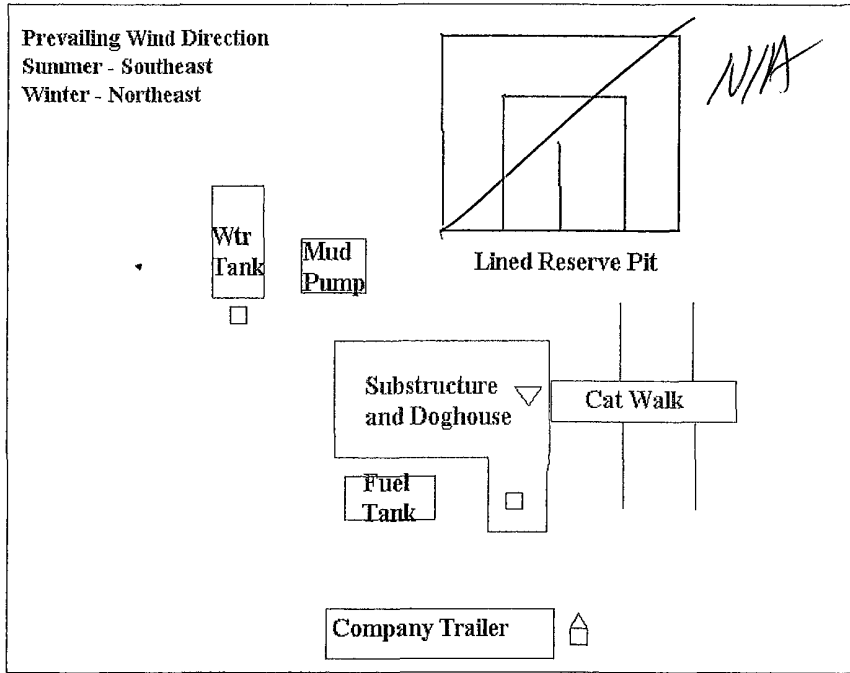 Prevailing Wind Direction
Summer - Southeast
Winter - Northeast
N/A
Wtr
Tank
Mud
Pump
Lined Reserve Pit
Substructure
and Doghouse
Cat Walk
Fuel
Tank
Company Trailer